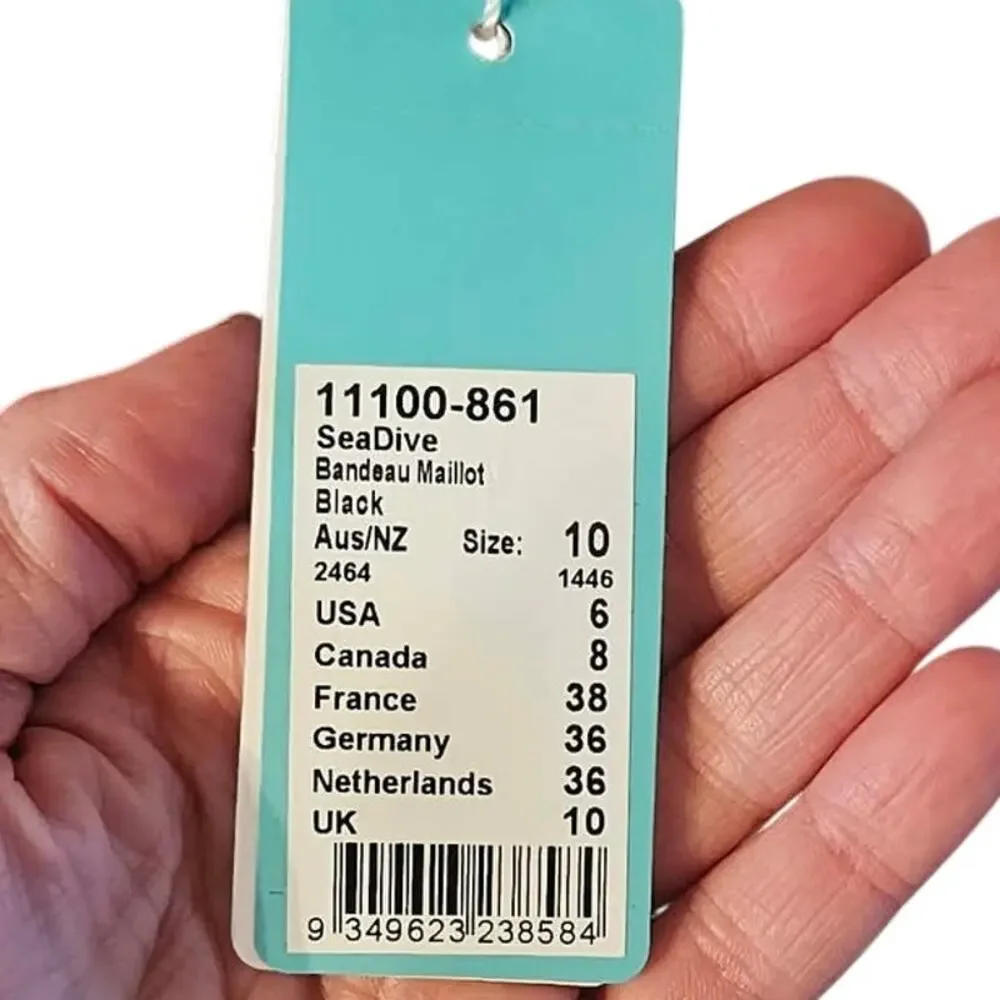 11100-861
SeaDive
Bandeau Maillot
Black
Aus/NZ Size: 10
2464 1446
USA 6
Canada 8
France 38
Germany 36
Netherlands 36
UK 10
9 349623 238584